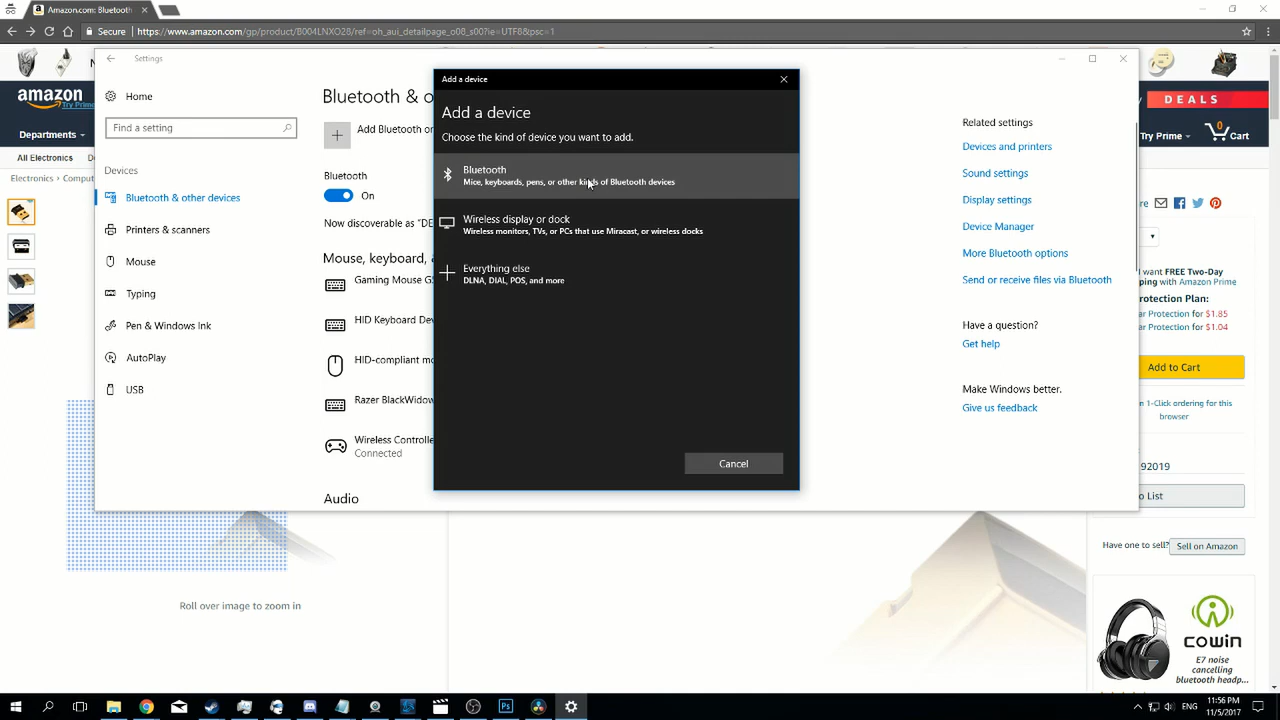 Amazon.com: Bluetooth
Secure
https://www.amazon.com/gp/product/B004LNXO28/ref=oh_aui_detailpage_o08_s00?ie=UTF8&psc=1
amazon
Try Prime
Departments
All Electronics
Electronics › Comput
DEALS
Try Prime
0
Cart
Settings
Home
Find a setting
Devices
Bluetooth & other devices
Printers & scanners
Mouse
Typing
Pen & Windows Ink
AutoPlay
USB
Bluetooth & o
Add Bluetooth or
Bluetooth
On
Now discoverable as "DE
Mouse, keyboard, &
Gaming Mouse G
HID Keyboard Dev
HID-compliant mo
Razer BlackWidow
Wireless Controlle
Connected
Audio
Add a device
Add a device
Choose the kind of device you want to add.
Bluetooth
Mice, keyboards, pens, or other kinds of Bluetooth devices
Wireless display or dock
Wireless monitors, TVs, or PCs that use Miracast, or wireless docks
Everything else
DLNA, DIAL, POS, and more
Cancel
Related settings
Devices and printers
Sound settings
Display settings
Device Manager
More Bluetooth options
Send or receive files via Bluetooth
Have a question?
Get help
Make Windows better.
Give us feedback
re
want FREE Two-Day
ping with Amazon Prime
rotection Plan:
ar Protection for $1.85
ar Protection for $1.04
Add to Cart
n 1-Click ordering for this
browser
92019
to List
Have one to sell?
Sell on Amazon
Roll over image to zoom in
COWIN
E7 noise
cancelling
bluetooth headp...
ENG
11:56 PM
11/5/2017